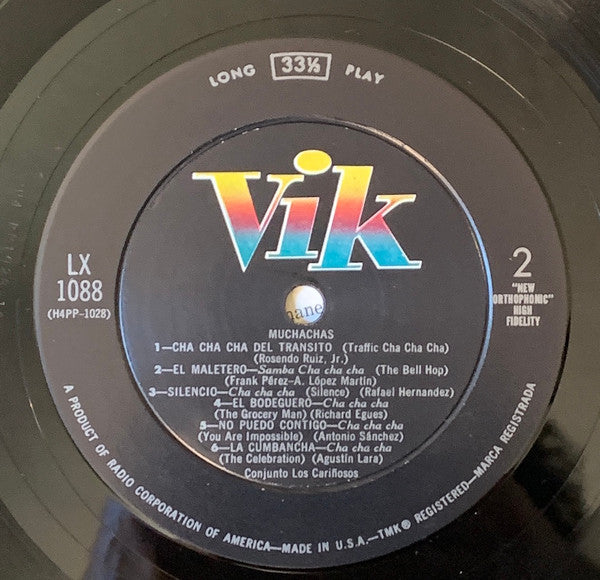 LONG 33⅓ PLAY
Vik
LX
1088
(H4PP-1028)
2
"NEW
ORTHOPHONIC"
HIGH
FIDELITY
MUCHACHAS
1—CHA CHA CHA DEL TRANSITO (Traffic Cha Cha Cha)
(Rosendo Ruiz, Jr.)
2—EL MALETERO—Samba Cha cha cha (The Bell Hop)
(Frank Pérez-A. López Martin)
3—SILENCIO—Cha cha cha (Silence) (Rafael Hernandez)
4—EL BODEGUERO—Cha cha cha
(The Grocery Man) (Richard Egues)
5—NO PUEDO CONTIGO—Cha cha cha
(You Are Impossible) (Antonio Sánchez)
6—LA CUMBANCHA—Cha cha cha
(The Celebration) (Agustín Lara)
Conjunto Los Cariñosos
A PRODUCT OF RADIO CORPORATION OF AMERICA—MADE IN U.S.A.—TMK® REGISTERED—MARCA REGISTRADA